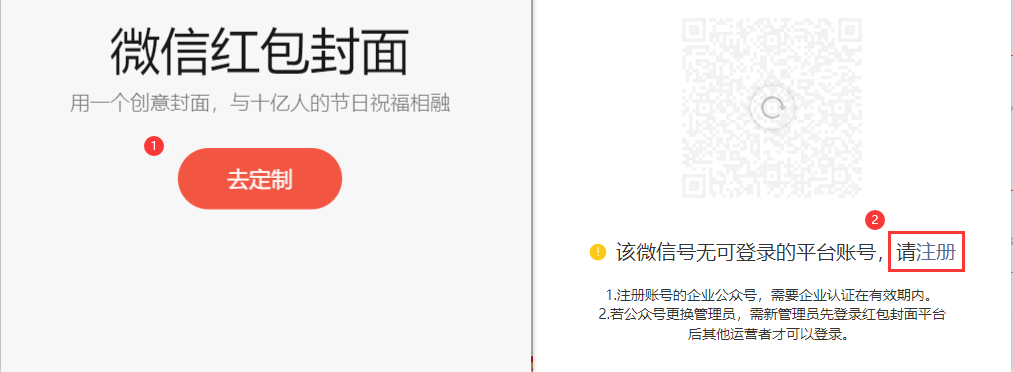 微信红包封面
用一个创意封面，与十亿人的节日祝福相融
1
去定制
2
该微信号无可登录的平台账号，请注册
1.注册账号的企业公众号，需要企业认证在有效期内。
2.若公众号更换管理员，需新管理员先登录红包封面平台
后其他运营者才可以登录。